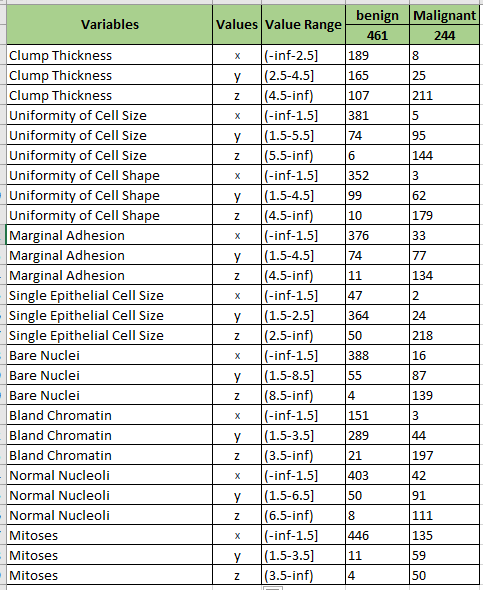 Variables Values Value Range benign Malignant
461 244
Clump Thickness x (-inf-2.5] 189 8
Clump Thickness y (2.5-4.5] 165 25
Clump Thickness z (4.5-inf) 107 211
Uniformity of Cell Size x (-inf-1.5] 381 5
Uniformity of Cell Size y (1.5-5.5] 74 95
Uniformity of Cell Size z (5.5-inf) 6 144
Uniformity of Cell Shape x (-inf-1.5] 352 3
Uniformity of Cell Shape y (1.5-4.5] 99 62
Uniformity of Cell Shape z (4.5-inf) 10 179
Marginal Adhesion x (-inf-1.5] 376 33
Marginal Adhesion y (1.5-4.5] 74 77
Marginal Adhesion z (4.5-inf) 11 134
Single Epithelial Cell Size x (-inf-1.5] 47 2
Single Epithelial Cell Size y (1.5-2.5] 364 24
Single Epithelial Cell Size z (2.5-inf) 50 218
Bare Nuclei x (-inf-1.5] 388 16
Bare Nuclei y (1.5-8.5] 55 87
Bare Nuclei z (8.5-inf) 4 139
Bland Chromatin x (-inf-1.5] 151 3
Bland Chromatin y (1.5-3.5] 289 44
Bland Chromatin z (3.5-inf) 21 197
Normal Nucleoli x (-inf-1.5] 403 42
Normal Nucleoli y (1.5-6.5] 50 91
Normal Nucleoli z (6.5-inf) 8 111
Mitoses x (-inf-1.5] 446 135
Mitoses y (1.5-3.5] 11 59
Mitoses z (3.5-inf) 4 50